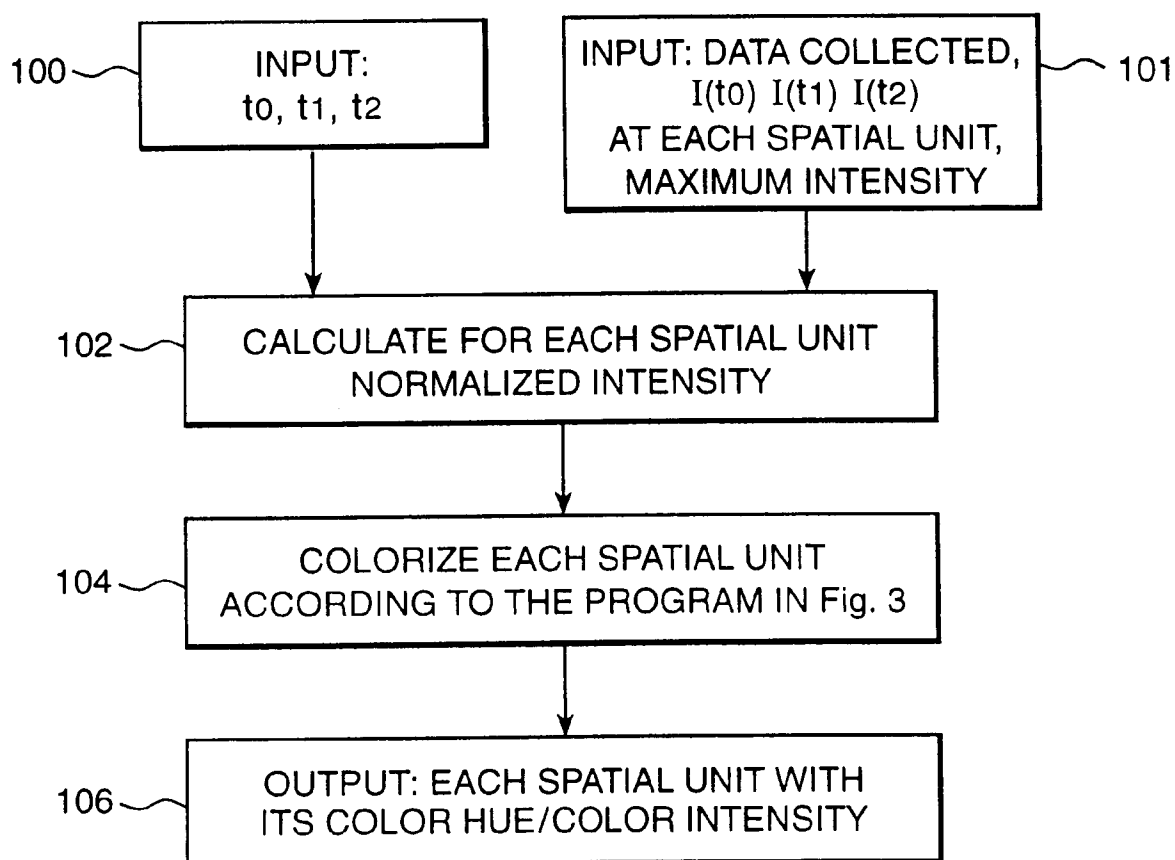 100
INPUT:
t0, t1, t2
INPUT: DATA COLLECTED,
I(t0) I(t1) I(t2)
AT EACH SPATIAL UNIT,
MAXIMUM INTENSITY
101
102
CALCULATE FOR EACH SPATIAL UNIT
NORMALIZED INTENSITY
104
COLORIZE EACH SPATIAL UNIT
ACCORDING TO THE PROGRAM IN Fig. 3
106
OUTPUT: EACH SPATIAL UNIT WITH
ITS COLOR HUE/COLOR INTENSITY